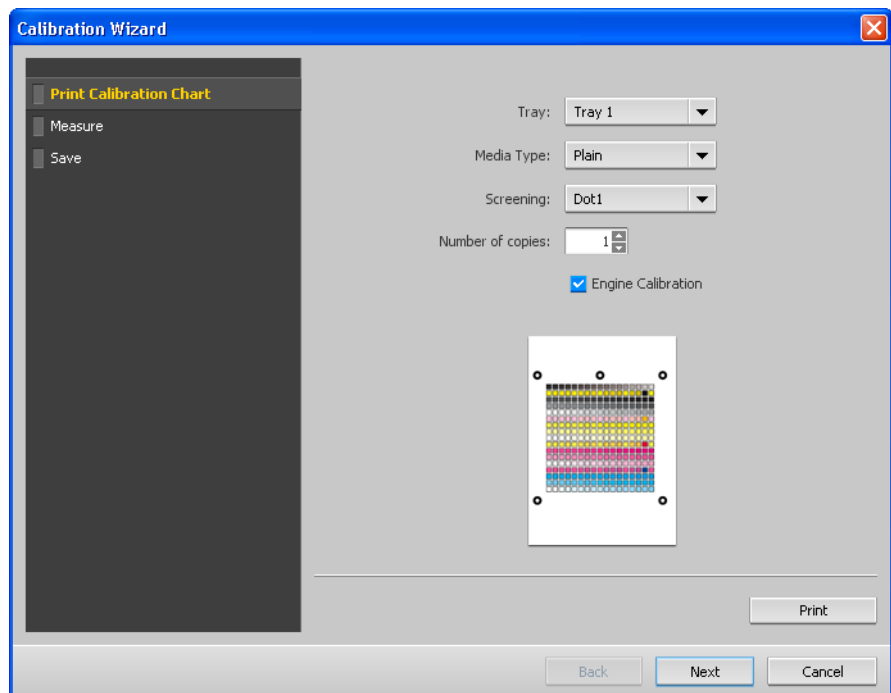 Calibration Wizard
Print Calibration Chart
Measure
Save
Tray: Tray 1
Media Type: Plain
Screening: Dot1
Number of copies: 1
Engine Calibration
Print
Back Next Cancel